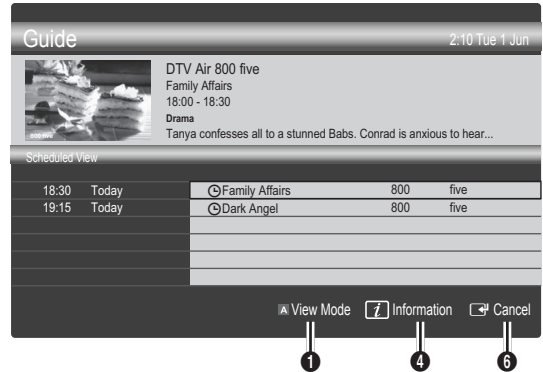 Guide 2:10 Tue 1 Jun
DTV Air 800 five
Family Affairs
18:00 - 18:30
Drama
Tanya confesses all to a stunned Babs. Conrad is anxious to hear...
800 five
Scheduled View
18:30 Today Family Affairs 800 five
19:15 Today Dark Angel 800 five
A View Mode i Information Cancel
1 4 6